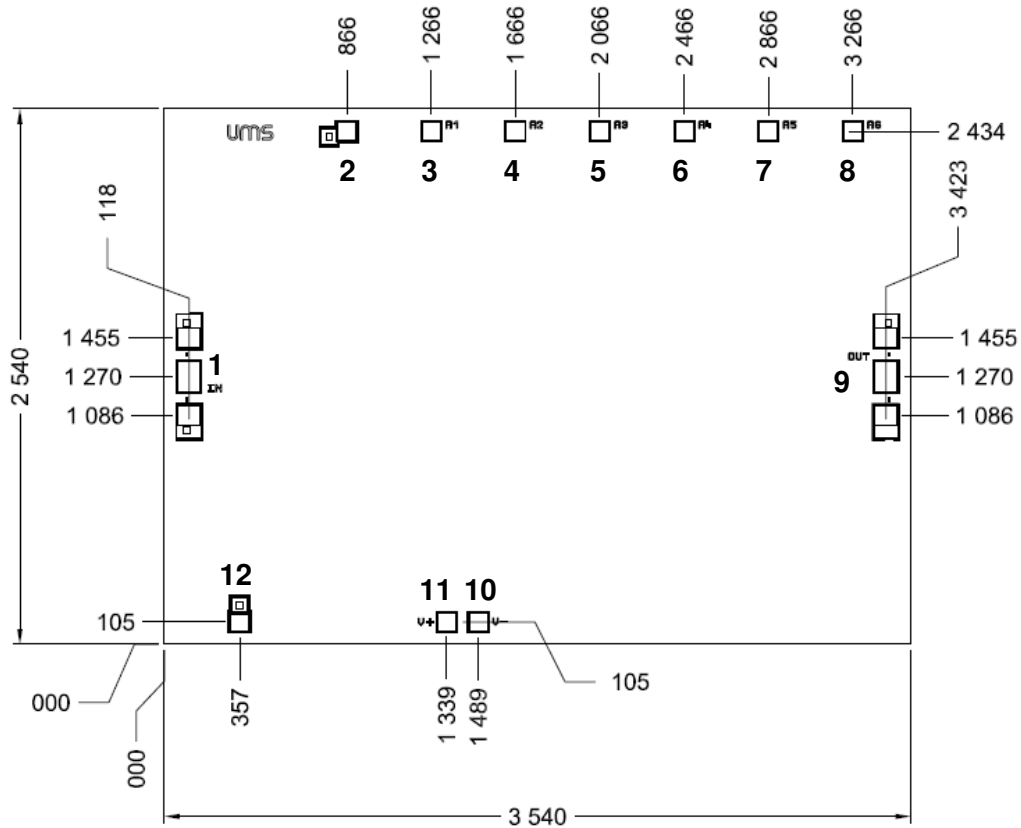 866 1 266 1 666 2 066 2 466 2 866 3 266
ums A1 A2 A3 A4 A5 A6 2 434
2 3 4 5 6 7 8
118 3 423
1 455 1 455
1 OUT
2 540 1 270 IN 9 1 270
1 086 1 086
12 11 10
105 V+ V-
105
000 357 1 339 1 489
000
3 540